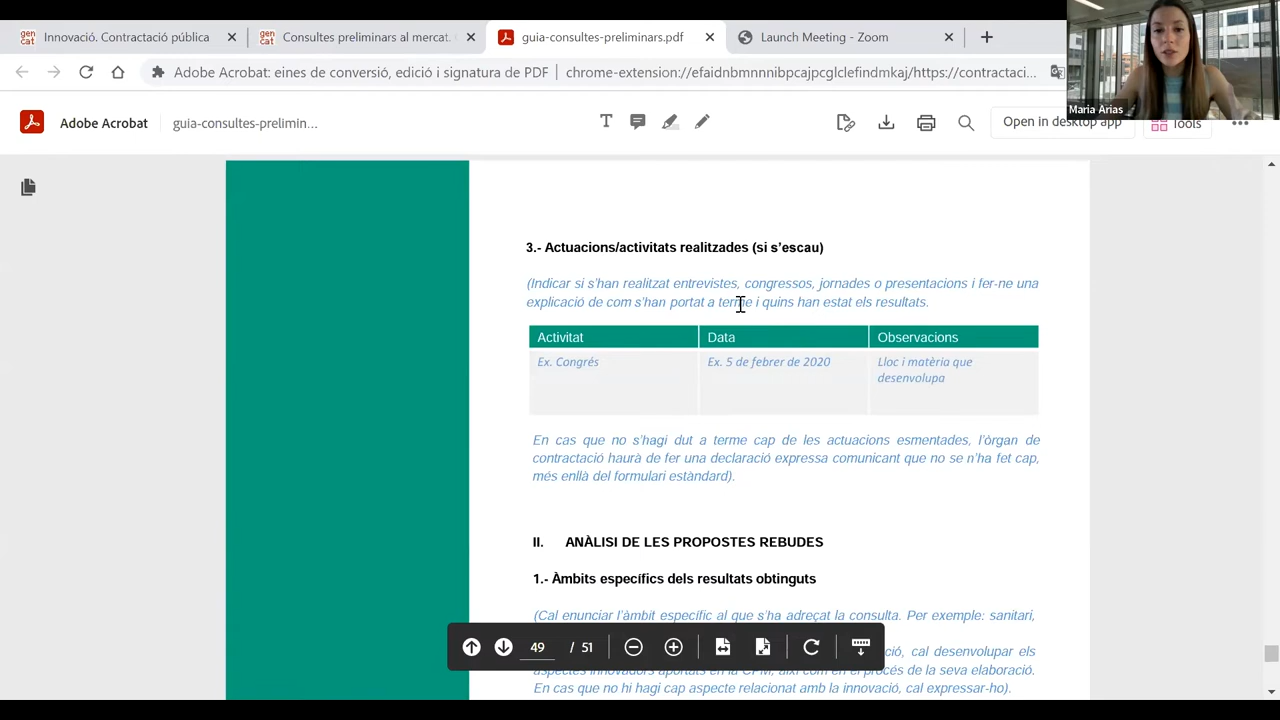 gen
cat
Innovació. Contractació pública
gen
cat
Consultes preliminars al mercat.
guia-consultes-preliminars.pdf
Launch Meeting - Zoom
Adobe Acrobat: eines de conversió, edició i signatura de PDF
chrome-extension://efaidnbmnnnibpcajpcglclefindmkaj/https://contractaci...
Maria Arias
Adobe Acrobat
guia-consultes-prelimin...
Open in desktop app
Tools
3.- Actuacions/activitats realitzades (si s'escau)
(Indicar si s'han realitzat entrevistes, congressos, jornades o presentacions i fer-ne una
explicació de com s'han portat a terme i quins han estat els resultats.
Activitat Data Observacions
Ex. Congrés Ex. 5 de febrer de 2020 Lloc i matèria que
desenvolupa
En cas que no s'hagi dut a terme cap de les actuacions esmentades, l'òrgan de
contractació haurà de fer una declaració expressa comunicant que no se n'ha fet cap,
més enllà del formulari estàndard).
II. ANÀLISI DE LES PROPOSTES REBUDES
1.- Àmbits específics dels resultats obtinguts
(Cal enunciar l'àmbit específic al que s'ha adreçat la consulta. Per exemple: sanitari,
49 / 51
ció, cal desenvolupar els
aspectes innovadors aportats en la CPM, així com en el procés de la seva elaboració.
En cas que no hi hagi cap aspecte relacionat amb la innovació, cal expressar-ho).